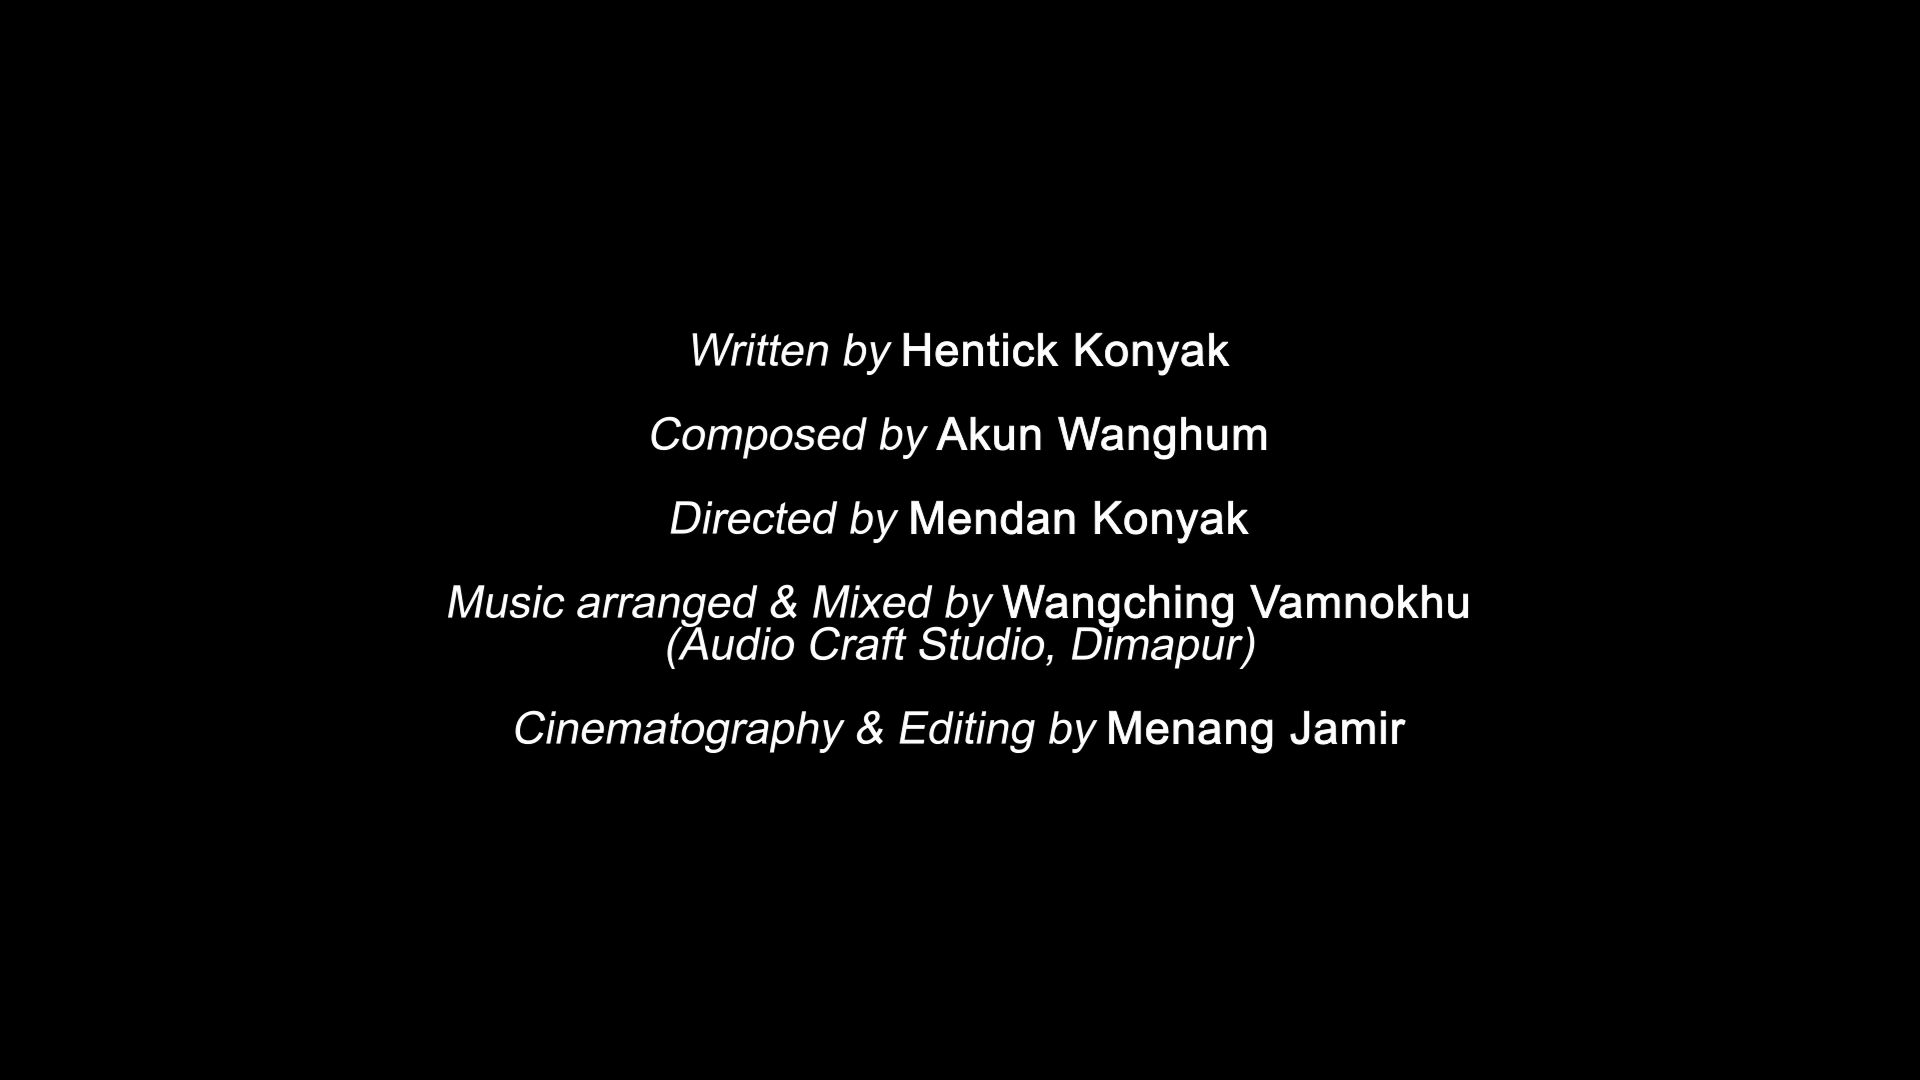 Written by Hentick Konyak
Composed by Akun Wanghum
Directed by Mendan Konyak
Music arranged & Mixed by Wangching Vamnokhu
(Audio Craft Studio, Dimapur)
Cinematography & Editing by Menang Jamir